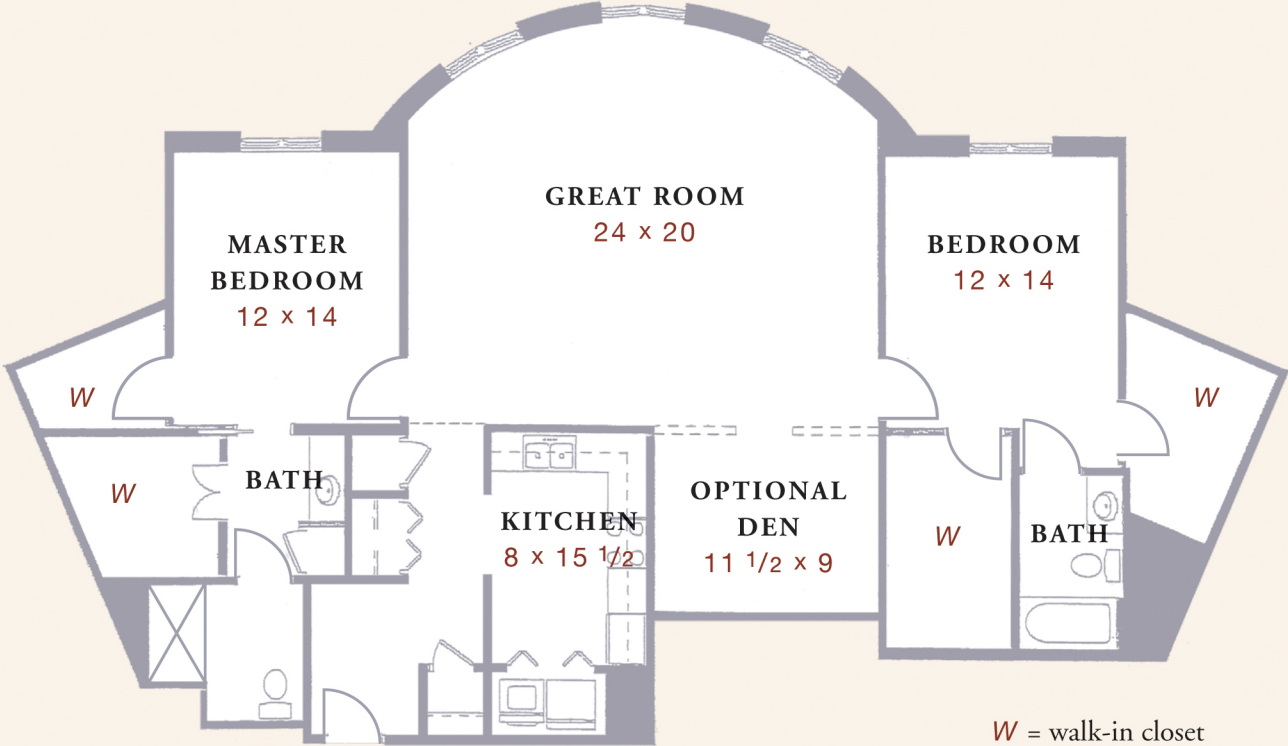 GREAT ROOM
24 x 20
MASTER
BEDROOM
12 x 14
BEDROOM
12 x 14
W
W
W
BATH
OPTIONAL
DEN
11 1/2 x 9
KITCHEN
8 x 15 1/2
W
BATH
W = walk-in closet